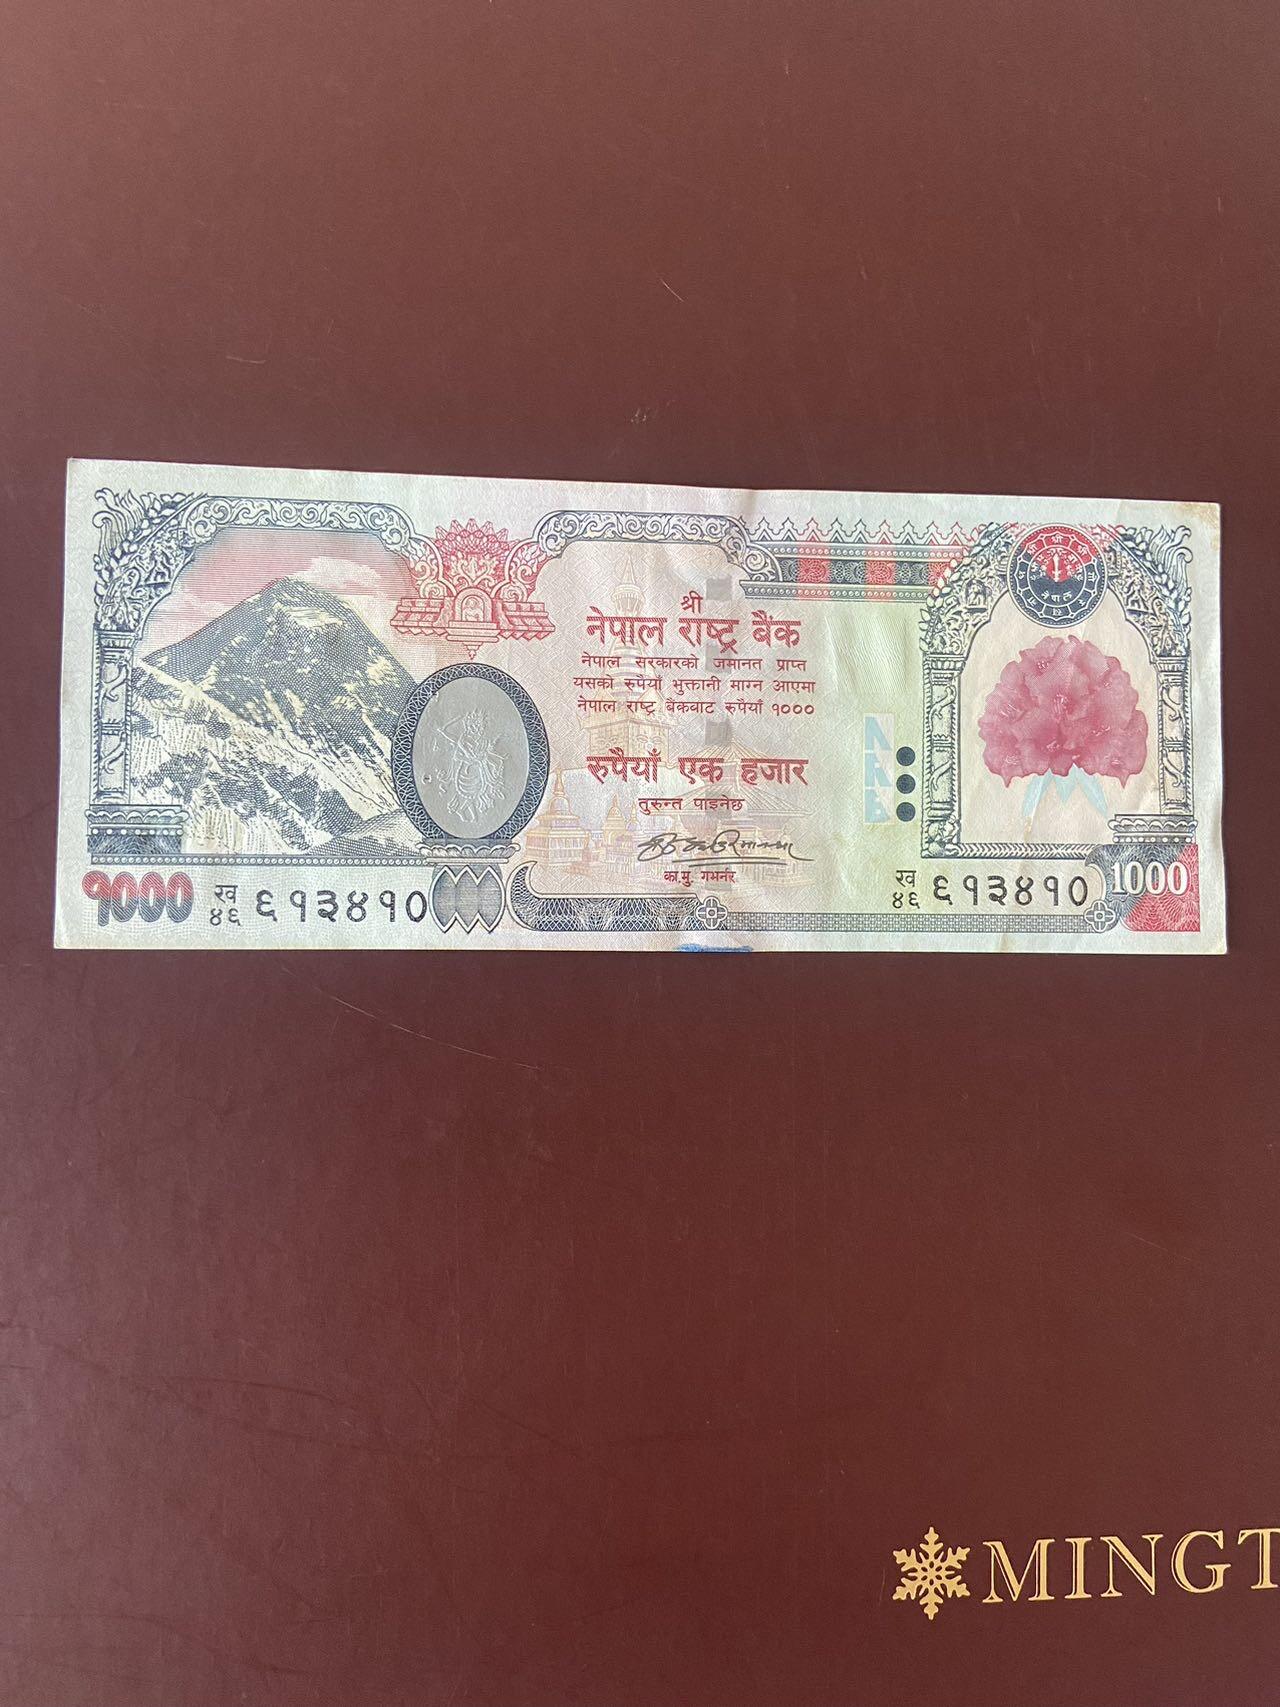 श्री
नेपाल राष्ट्र बैंक
नेपाल सरकारको जमानत प्राप्त
यसको रुपैयाँ भुक्तानी माग्न आएमा
नेपाल राष्ट्र बैंकबाट रुपैयाँ १०००
रुपैयाँ एक हजार
तुरुन्त पाइनेछ
का.मु. गभर्नर
१००० ख ४६ ६१३४१०
ख ४६ ६१३४१० 1000
MINGT